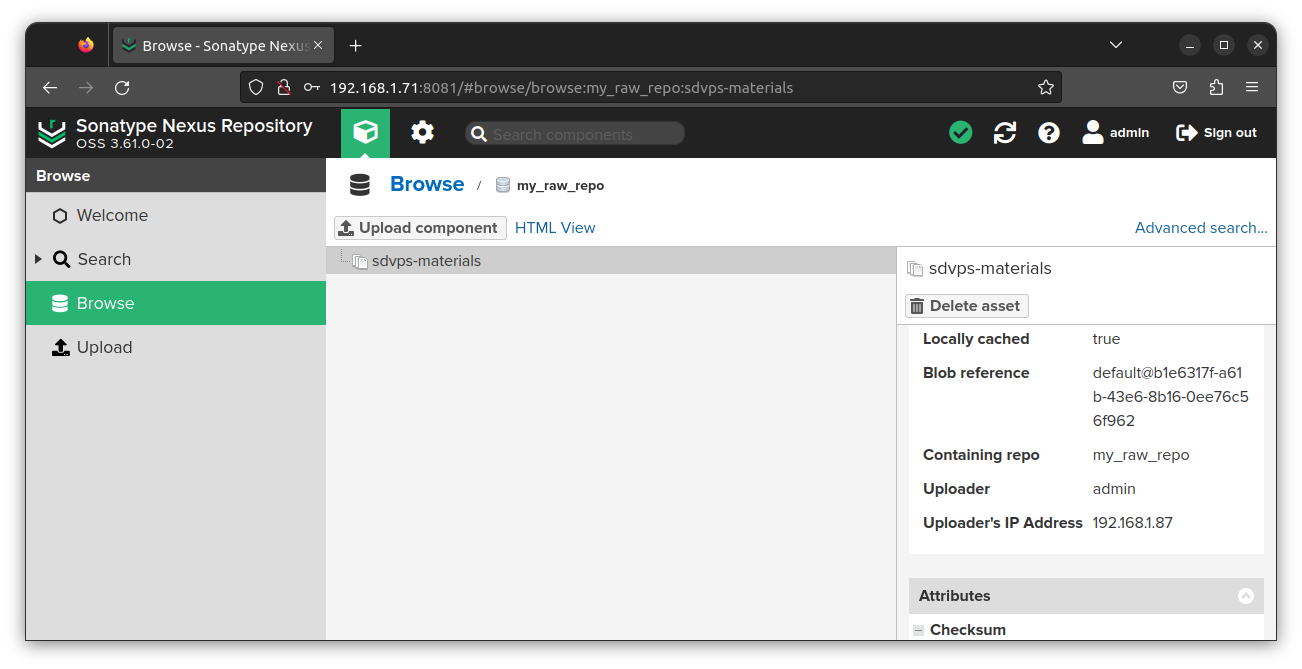 Browse - Sonatype Nexus
192.168.1.71:8081/#browse/browse:my_raw_repo:sdvps-materials
Sonatype Nexus Repository
OSS 3.61.0-02
Search components
admin
Sign out
Browse
Welcome
Search
Browse
Upload
Browse / my_raw_repo
Upload component
HTML View
Advanced search...
sdvps-materials
sdvps-materials
Delete asset
Locally cached true
Blob reference default@b1e6317f-a61
b-43e6-8b16-0ee76c5
6f962
Containing repo my_raw_repo
Uploader admin
Uploader's IP Address 192.168.1.87
Attributes
Checksum